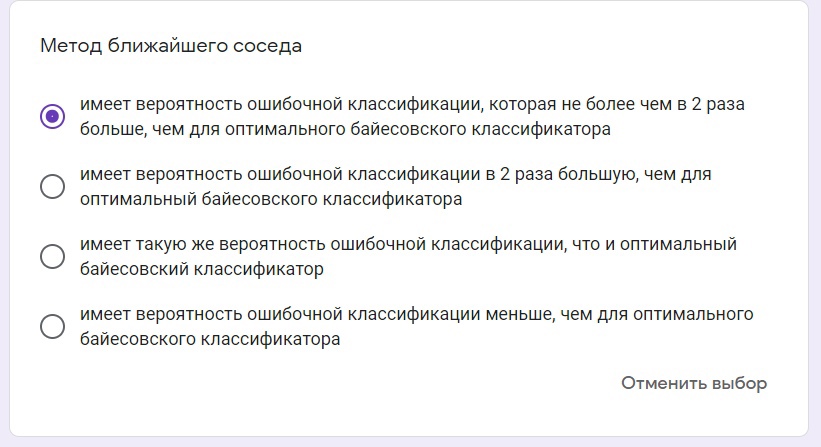 Метод ближайшего соседа
имеет вероятность ошибочной классификации, которая не более чем в 2 раза
больше, чем для оптимального байесовского классификатора
имеет вероятность ошибочной классификации в 2 раза большую, чем для
оптимальный байесовского классификатора
имеет такую же вероятность ошибочной классификации, что и оптимальный
байесовский классификатор
имеет вероятность ошибочной классификации меньше, чем для оптимального
байесовского классификатора
Отменить выбор